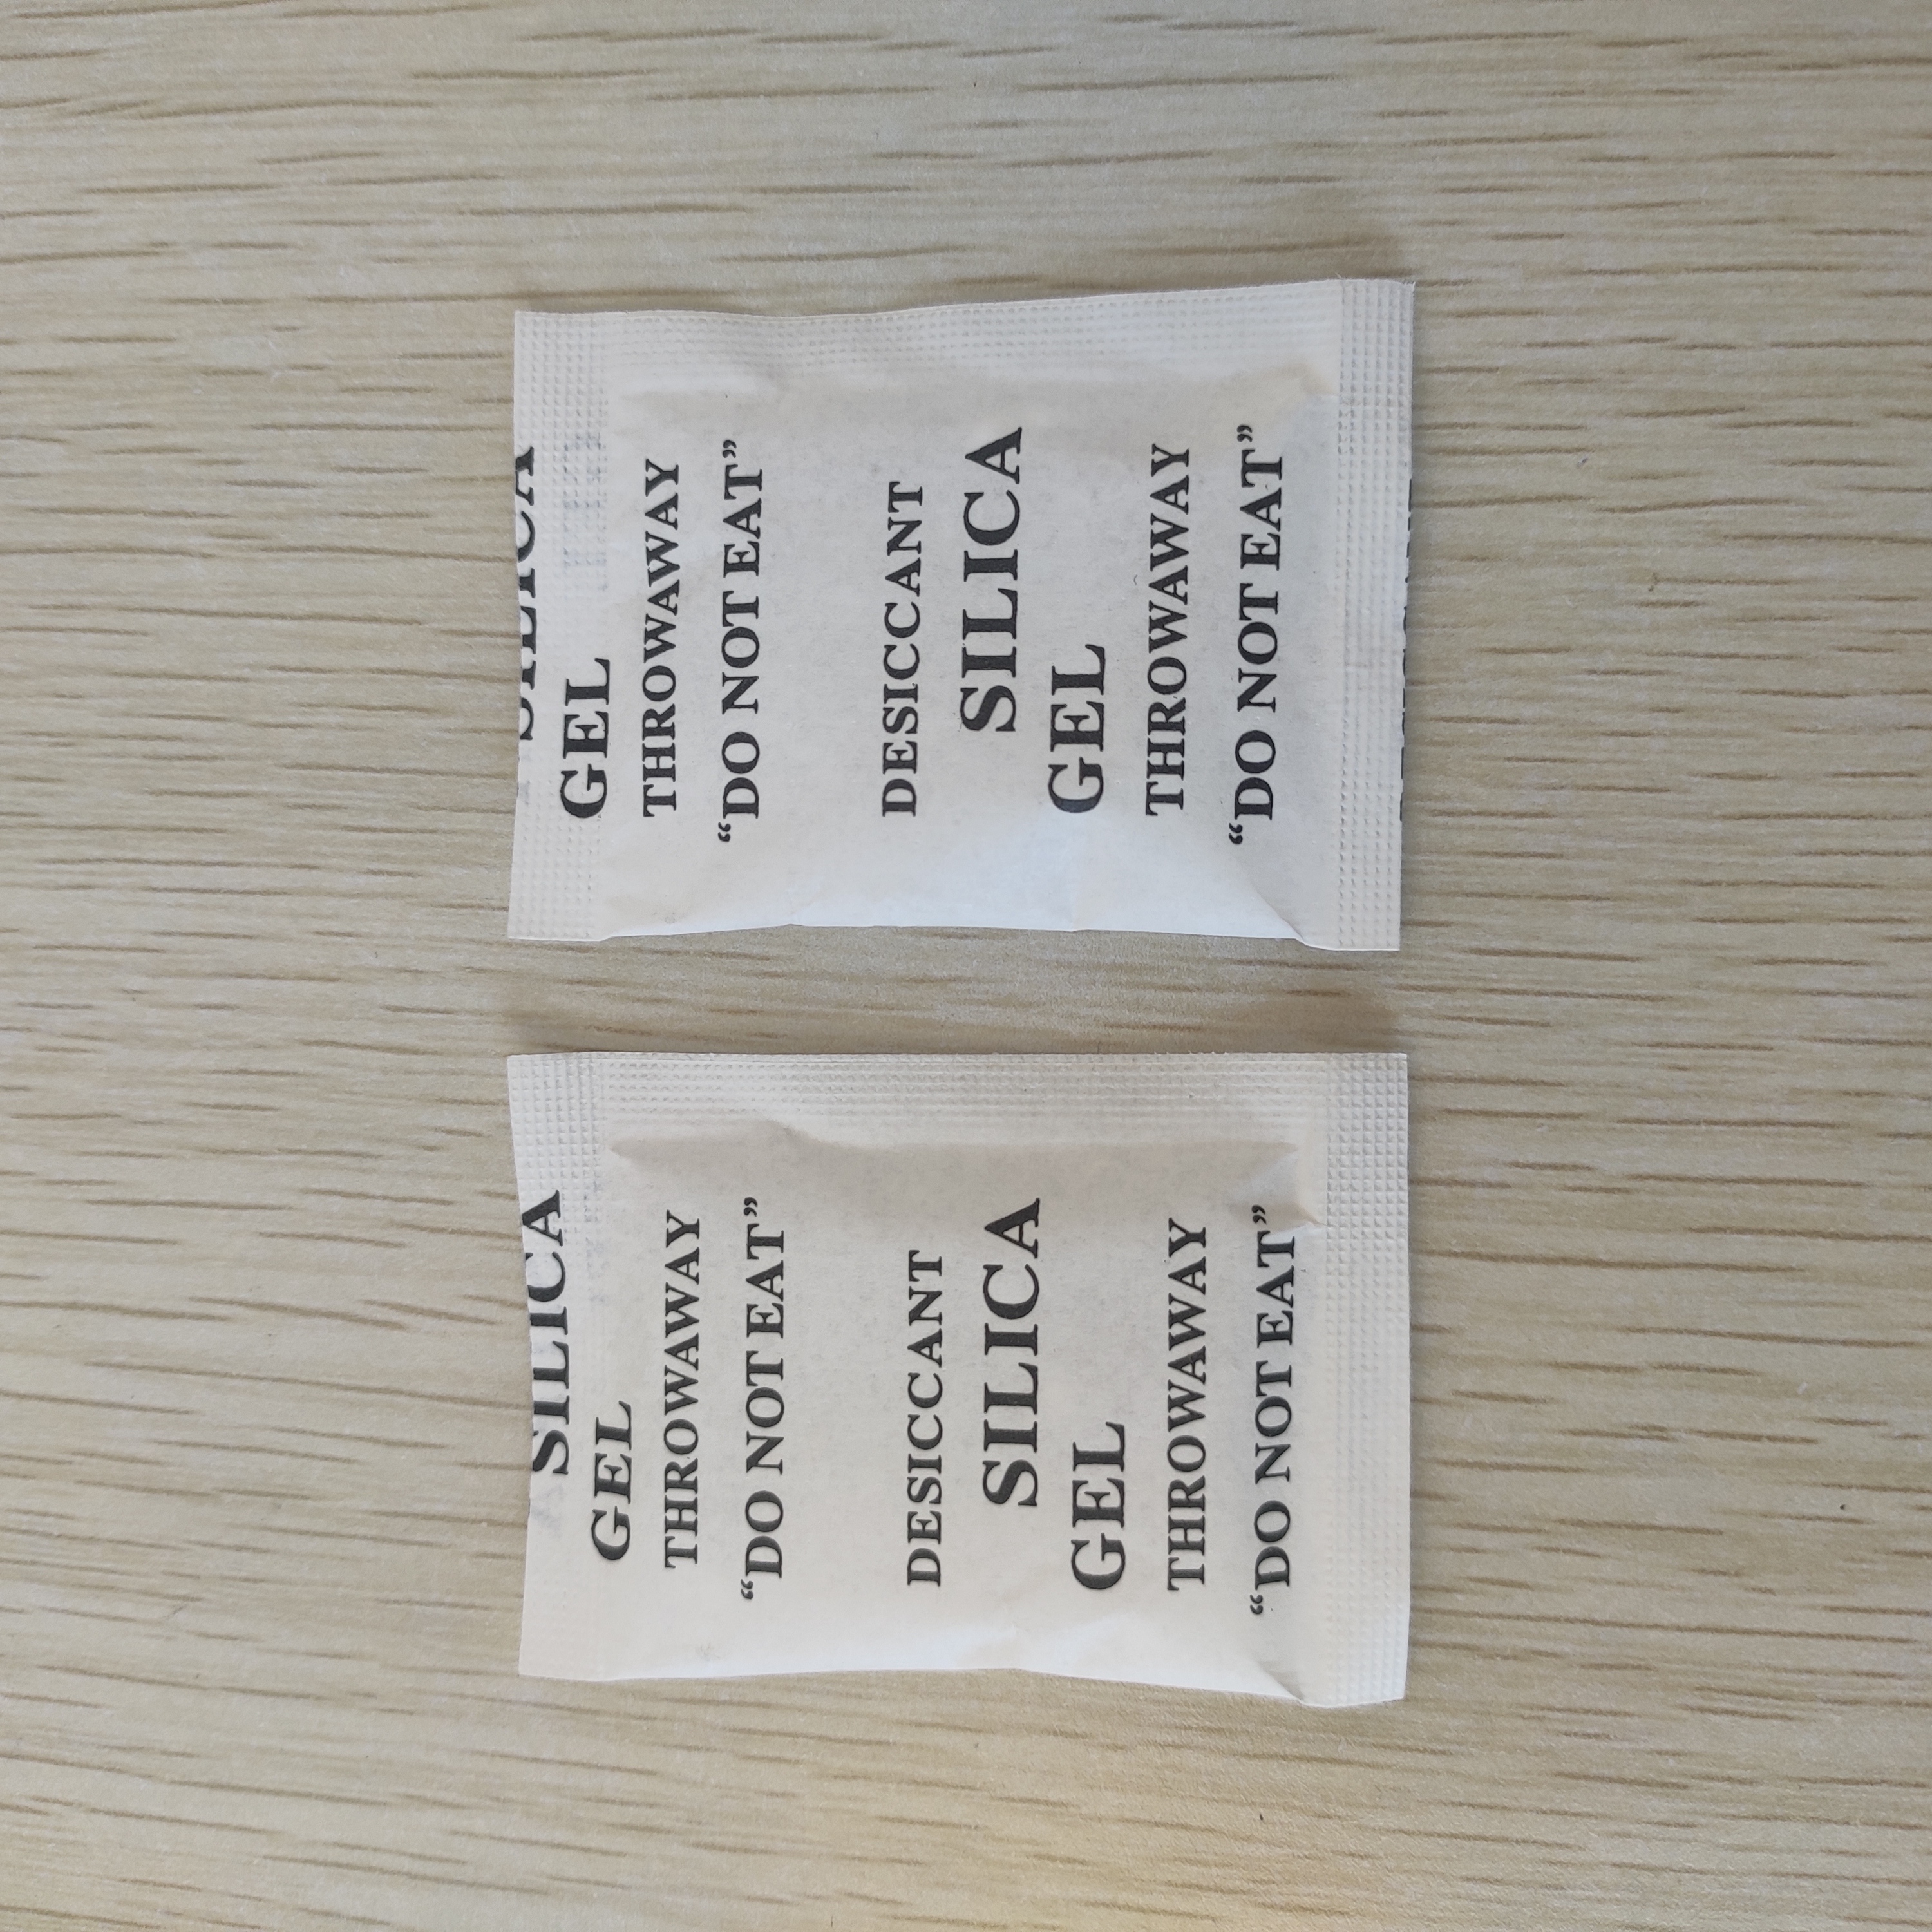 SILICA
GEL
THROWAWAY
“DO NOT EAT”
DESICCANT
SILICA
GEL
THROWAWAY
“DO NOT EAT”
SILICA
GEL
THROWAWAY
“DO NOT EAT”
DESICCANT
SILICA
GEL
THROWAWAY
“DO NOT EAT”